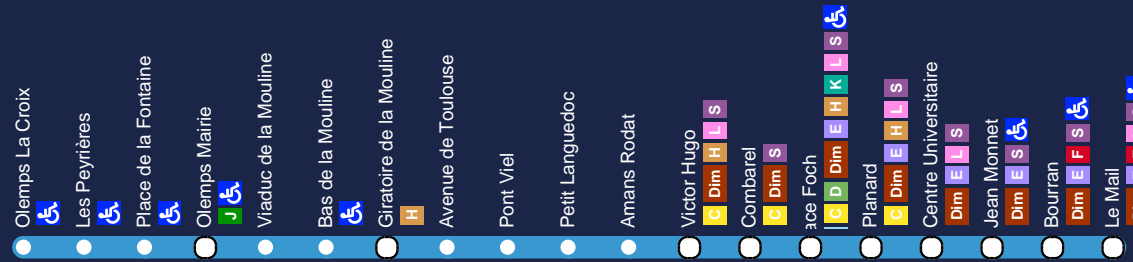 Olemps La Croix
Les Peyrières
Place de la Fontaine
Olemps Mairie
J
Viaduc de la Mouline
Bas de la Mouline
Giratoire de la Mouline
H
Avenue de Toulouse
Pont Viel
Petit Languedoc
Amans Rodat
Victor Hugo
C Dim H L S
Combarel
C Dim S
ace Foch
C D Dim E H K L S
Planard
C Dim E H L S
Centre Universitaire
Dim E L S
Jean Monnet
Dim E S
Bourran
Dim E F S
Le Mail